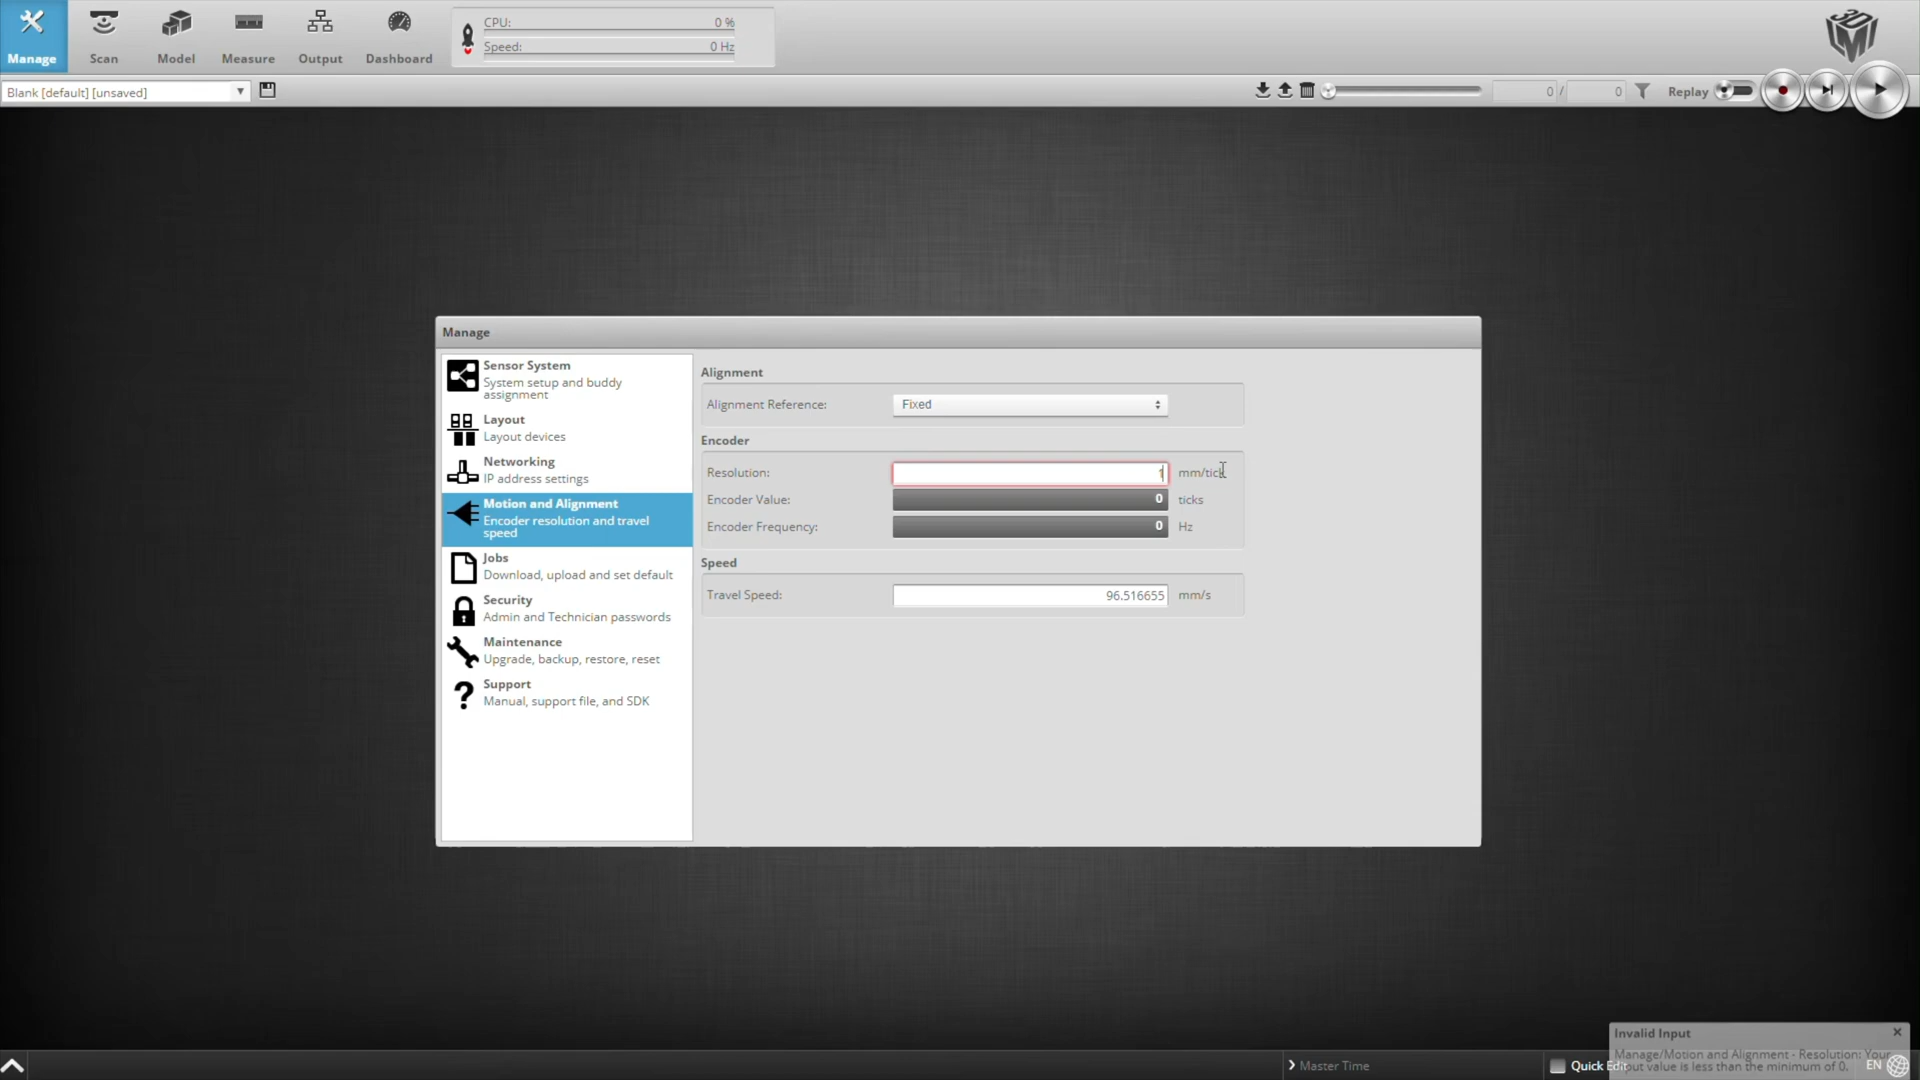 CPU: 0 %
Speed: 0 Hz
Manage Scan Model Measure Output Dashboard
Blank [default] [unsaved]
0 / 0 Replay
Manage
Sensor System
System setup and buddy
assignment
Layout
Layout devices
Networking
IP address settings
Motion and Alignment
Encoder resolution and travel
speed
Jobs
Download, upload and set default
Security
Admin and Technician passwords
Maintenance
Upgrade, backup, restore, reset
Support
Manual, support file, and SDK
Alignment
Alignment Reference: Fixed
Encoder
Resolution: 1 mm/tick
Encoder Value: 0 ticks
Encoder Frequency: 0 Hz
Speed
Travel Speed: 96.516655 mm/s
Master Time
Quick Edit
Invalid Input
Manage/Motion and Alignment - Resolution: Your
input value is less than the minimum of 0.
EN